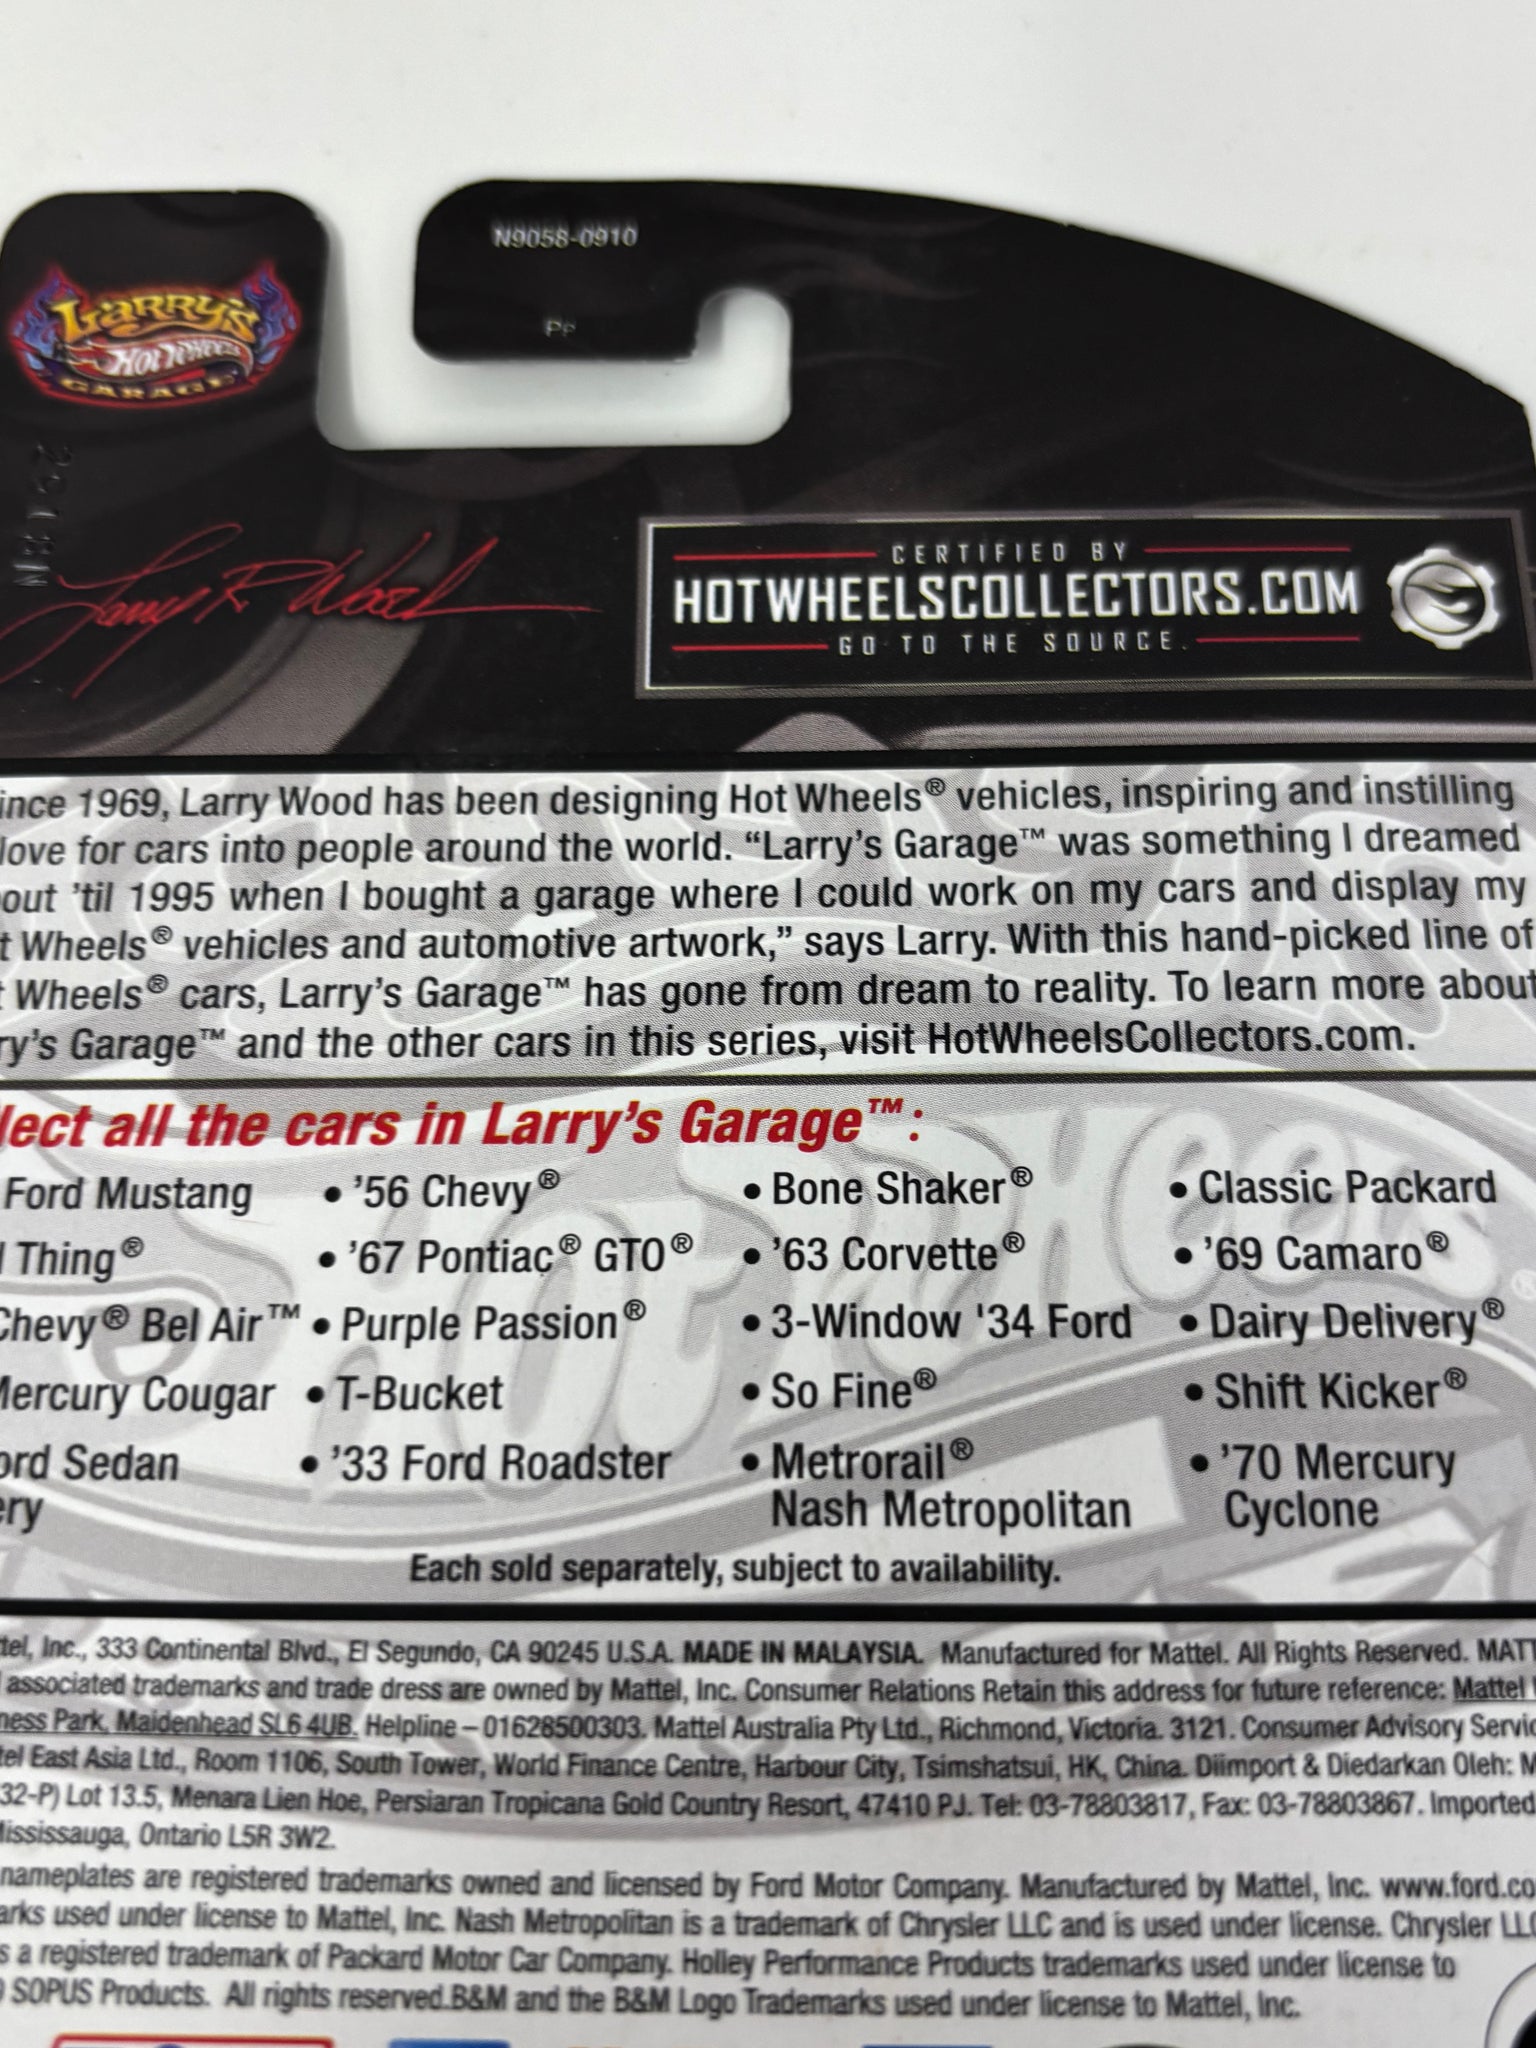 N9058-0910
LARRY'S
HOT WHEELS
GARAGE
Larry R Wood
CERTIFIED BY
HOTWHEELSCOLLECTORS.COM
GO TO THE SOURCE.
ince 1969, Larry Wood has been designing Hot Wheels® vehicles, inspiring and instilling
love for cars into people around the world. “Larry’s Garage™ was something I dreamed
out ’til 1995 when I bought a garage where I could work on my cars and display my
t Wheels® vehicles and automotive artwork,” says Larry. With this hand-picked line of
t Wheels® cars, Larry’s Garage™ has gone from dream to reality. To learn more about
ry’s Garage™ and the other cars in this series, visit HotWheelsCollectors.com.
lect all the cars in Larry’s Garage™:
Ford Mustang • ’56 Chevy® • Bone Shaker® • Classic Packard
l Thing® • ’67 Pontiac® GTO® • ’63 Corvette® • ’69 Camaro®
Chevy® Bel Air™ • Purple Passion® • 3-Window '34 Ford • Dairy Delivery®
Mercury Cougar • T-Bucket • So Fine® • Shift Kicker®
ord Sedan • ’33 Ford Roadster • Metrorail® • ’70 Mercury
ery Nash Metropolitan Cyclone
Each sold separately, subject to availability.
tel, Inc., 333 Continental Blvd., El Segundo, CA 90245 U.S.A. MADE IN MALAYSIA. Manufactured for Mattel. All Rights Reserved. MATT
associated trademarks and trade dress are owned by Mattel, Inc. Consumer Relations Retain this address for future reference: Mattel
ness Park, Maidenhead SL6 4UB. Helpline – 01628500303. Mattel Australia Pty Ltd., Richmond, Victoria. 3121. Consumer Advisory Servic
tel East Asia Ltd., Room 1106, South Tower, World Finance Centre, Harbour City, Tsimshatsui, HK, China. Diimport & Diedarkan Oleh: M
32-P) Lot 13.5, Menara Lien Hoe, Persiaran Tropicana Gold Country Resort, 47410 PJ. Tel: 03-78803817, Fax: 03-78803867. Imported
Mississauga, Ontario L5R 3W2.
nameplates are registered trademarks owned and licensed by Ford Motor Company. Manufactured by Mattel, Inc. www.ford.co
arks used under license to Mattel, Inc. Nash Metropolitan is a trademark of Chrysler LLC and is used under license. Chrysler LLC
s a registered trademark of Packard Motor Car Company. Holley Performance Products trademarks used under license to
SOPUS Products. All rights reserved.B&M and the B&M Logo Trademarks used under license to Mattel, Inc.